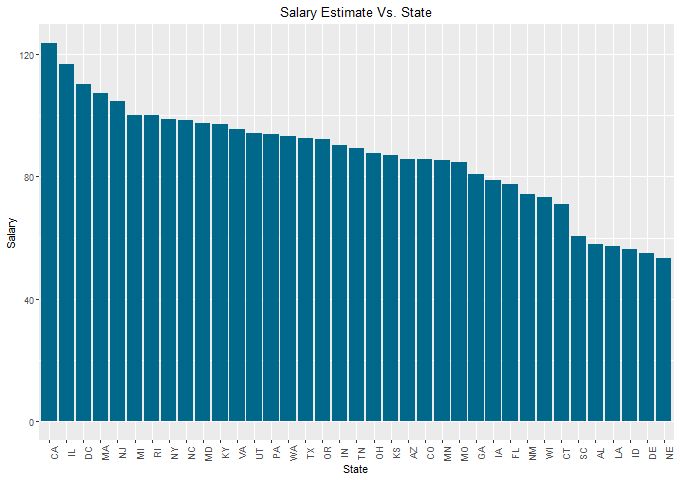 Salary Estimate Vs. State
Salary
120
80
40
0
CA IL DC MA NJ MI RI NY NC MD KY VA UT PA WA TX OR IN TN OH KS AZ CO MN MO GA IA FL NM WI CT SC AL LA ID DE NE
State